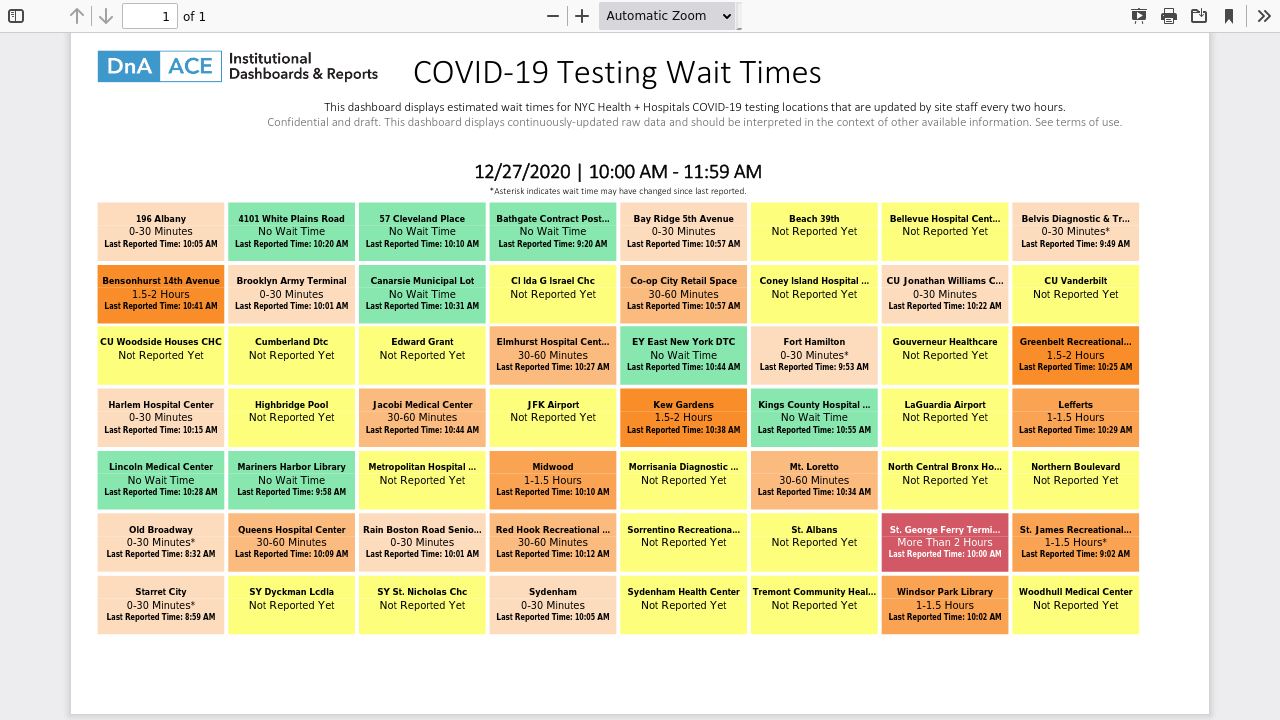 1 of 1
Automatic Zoom
DnA ACE Institutional
Dashboards & Reports
COVID-19 Testing Wait Times
This dashboard displays estimated wait times for NYC Health + Hospitals COVID-19 testing locations that are updated by site staff every two hours.
Confidential and draft. This dashboard displays continuously-updated raw data and should be interpreted in the context of other available information. See terms of use.
12/27/2020 | 10:00 AM - 11:59 AM
*Asterisk indicates wait time may have changed since last reported.
196 Albany
0-30 Minutes
Last Reported Time: 10:05 AM
4101 White Plains Road
No Wait Time
Last Reported Time: 10:20 AM
57 Cleveland Place
No Wait Time
Last Reported Time: 10:10 AM
Bathgate Contract Post...
No Wait Time
Last Reported Time: 9:20 AM
Bay Ridge 5th Avenue
0-30 Minutes
Last Reported Time: 10:57 AM
Beach 39th
Not Reported Yet
Bellevue Hospital Cent...
Not Reported Yet
Belvis Diagnostic & Tr...
0-30 Minutes*
Last Reported Time: 9:49 AM
Bensonhurst 14th Avenue
1.5-2 Hours
Last Reported Time: 10:41 AM
Brooklyn Army Terminal
0-30 Minutes
Last Reported Time: 10:01 AM
Canarsie Municipal Lot
No Wait Time
Last Reported Time: 10:31 AM
Cl Ida G Israel Chc
Not Reported Yet
Co-op City Retail Space
30-60 Minutes
Last Reported Time: 10:57 AM
Coney Island Hospital ...
Not Reported Yet
CU Jonathan Williams C...
0-30 Minutes
Last Reported Time: 10:22 AM
CU Vanderbilt
Not Reported Yet
CU Woodside Houses CHC
Not Reported Yet
Cumberland Dtc
Not Reported Yet
Edward Grant
Not Reported Yet
Elmhurst Hospital Cent...
30-60 Minutes
Last Reported Time: 10:27 AM
EY East New York DTC
No Wait Time
Last Reported Time: 10:44 AM
Fort Hamilton
0-30 Minutes*
Last Reported Time: 9:53 AM
Gouverneur Healthcare
Not Reported Yet
Greenbelt Recreational...
1.5-2 Hours
Last Reported Time: 10:25 AM
Harlem Hospital Center
0-30 Minutes
Last Reported Time: 10:15 AM
Highbridge Pool
Not Reported Yet
Jacobi Medical Center
30-60 Minutes
Last Reported Time: 10:44 AM
JFK Airport
Not Reported Yet
Kew Gardens
1.5-2 Hours
Last Reported Time: 10:38 AM
Kings County Hospital ...
No Wait Time
Last Reported Time: 10:55 AM
LaGuardia Airport
Not Reported Yet
Lefferts
1-1.5 Hours
Last Reported Time: 10:29 AM
Lincoln Medical Center
No Wait Time
Last Reported Time: 10:28 AM
Mariners Harbor Library
No Wait Time
Last Reported Time: 9:58 AM
Metropolitan Hospital ...
Not Reported Yet
Midwood
1-1.5 Hours
Last Reported Time: 10:10 AM
Morrisania Diagnostic ...
Not Reported Yet
Mt. Loretto
30-60 Minutes
Last Reported Time: 10:34 AM
North Central Bronx Ho...
Not Reported Yet
Northern Boulevard
Not Reported Yet
Old Broadway
0-30 Minutes*
Last Reported Time: 8:32 AM
Queens Hospital Center
30-60 Minutes
Last Reported Time: 10:09 AM
Rain Boston Road Senio...
0-30 Minutes
Last Reported Time: 10:01 AM
Red Hook Recreational ...
30-60 Minutes
Last Reported Time: 10:12 AM
Sorrentino Recreationa...
Not Reported Yet
St. Albans
Not Reported Yet
St. George Ferry Termi...
More Than 2 Hours
Last Reported Time: 10:00 AM
St. James Recreational...
1-1.5 Hours*
Last Reported Time: 9:02 AM
Starret City
0-30 Minutes*
Last Reported Time: 8:59 AM
SY Dyckman Lcdla
Not Reported Yet
SY St. Nicholas Chc
Not Reported Yet
Sydenham
0-30 Minutes
Last Reported Time: 10:05 AM
Sydenham Health Center
Not Reported Yet
Tremont Community Heal...
Not Reported Yet
Windsor Park Library
1-1.5 Hours
Last Reported Time: 10:02 AM
Woodhull Medical Center
Not Reported Yet